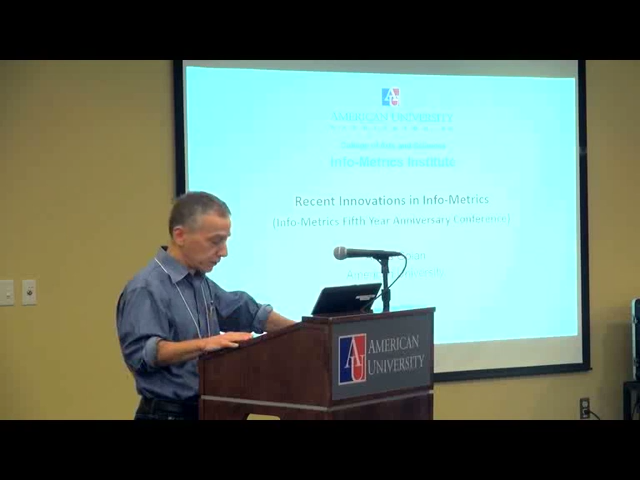 AU
AMERICAN UNIVERSITY
Info-Metrics Institute
Recent Innovations in Info-Metrics
(Info-Metrics Fifth Year Anniversary Conference)
AU
AMERICAN
UNIVERSITY